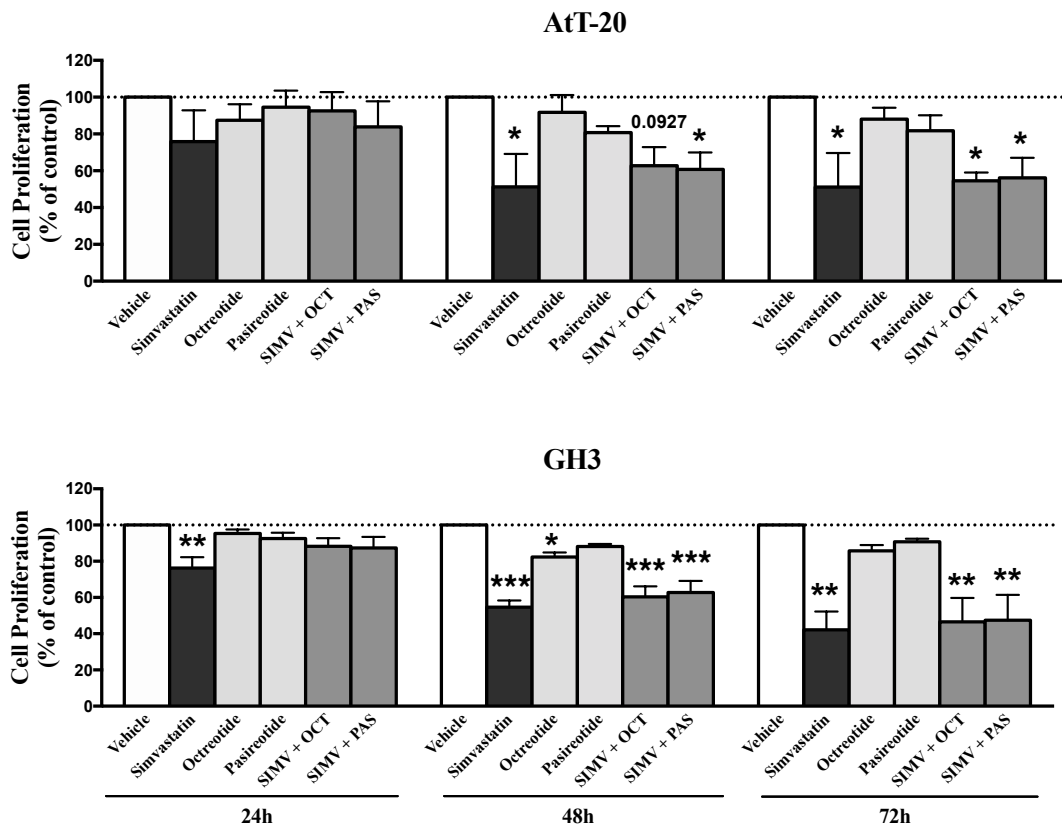 AtT-20
Cell Proliferation
(% of control)
120
100
80
60
40
20
0
*
0.0927
*
*
*
*
Vehicle
Simvastatin
Octreotide
Pasireotide
SIMV + OCT
SIMV + PAS
Vehicle
Simvastatin
Octreotide
Pasireotide
SIMV + OCT
SIMV + PAS
Vehicle
Simvastatin
Octreotide
Pasireotide
SIMV + OCT
SIMV + PAS
GH3
Cell Proliferation
(% of control)
120
100
80
60
40
20
0
**
***
*
***
***
**
**
**
Vehicle
Simvastatin
Octreotide
Pasireotide
SIMV + OCT
SIMV + PAS
Vehicle
Simvastatin
Octreotide
Pasireotide
SIMV + OCT
SIMV + PAS
Vehicle
Simvastatin
Octreotide
Pasireotide
SIMV + OCT
SIMV + PAS
24h
48h
72h